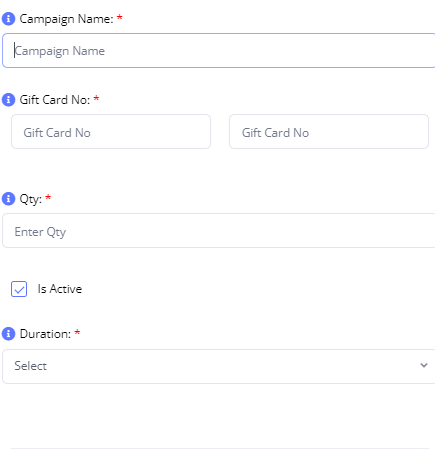 Campaign Name: *
Campaign Name
Gift Card No: *
Gift Card No Gift Card No
Qty: *
Enter Qty
Is Active
Duration: *
Select